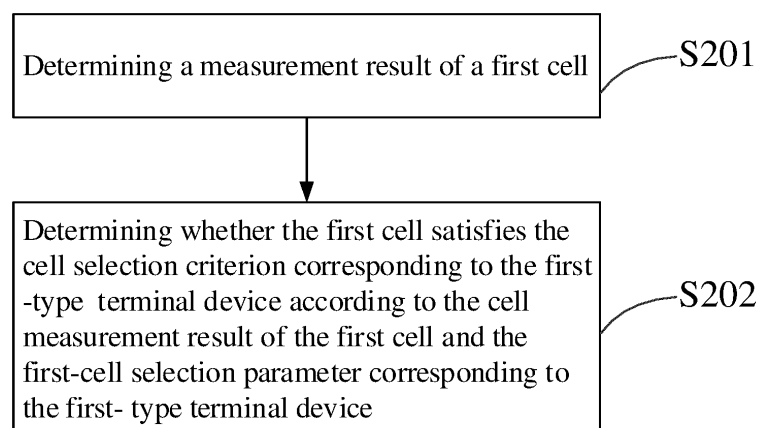 Determining a measurement result of a first cell
S201
Determining whether the first cell satisfies the
cell selection criterion corresponding to the first
-type terminal device according to the cell
measurement result of the first cell and the
first-cell selection parameter corresponding to
the first- type terminal device
S202